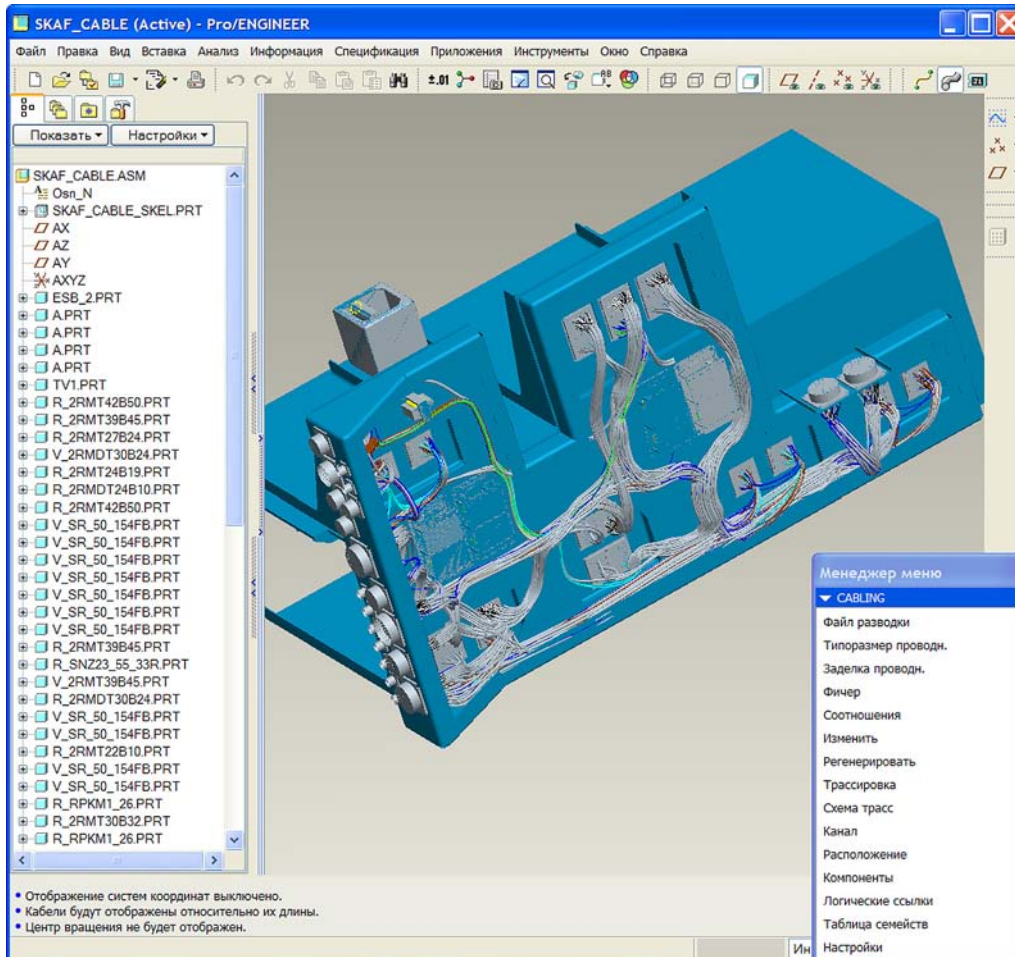 SKAF_CABLE (Active) - Pro/ENGINEER
Файл Правка Вид Вставка Анализ Информация Спецификация Приложения Инструменты Окно Справка
Показать Настройки
SKAF_CABLE.ASM
Osn_N
SKAF_CABLE_SKEL.PRT
AX
AZ
AY
AXYZ
ESB_2.PRT
A.PRT
A.PRT
A.PRT
A.PRT
TV1.PRT
R_2RMT42B50.PRT
R_2RMT39B45.PRT
R_2RMT27B24.PRT
V_2RMDT30B24.PRT
R_2RMT24B19.PRT
R_2RMDT24B10.PRT
R_2RMT42B50.PRT
V_SR_50_154FB.PRT
V_SR_50_154FB.PRT
V_SR_50_154FB.PRT
V_SR_50_154FB.PRT
V_SR_50_154FB.PRT
V_SR_50_154FB.PRT
R_2RMT39B45.PRT
R_SNZ23_55_33R.PRT
V_2RMT39B45.PRT
R_2RMDT30B24.PRT
V_SR_50_154FB.PRT
V_SR_50_154FB.PRT
R_2RMT22B10.PRT
V_SR_50_154FB.PRT
V_SR_50_154FB.PRT
R_RPKM1_26.PRT
R_2RMT30B32.PRT
R_RPKM1_26.PRT
Менеджер меню
CABLING
Файл разводки
Типоразмер проводн.
Заделка проводн.
Фичер
Соотношения
Изменить
Регенерировать
Трассировка
Схема трасс
Канал
Расположение
Компоненты
Логические ссылки
Таблица семейств
Настройки
• Отображение систем координат выключено.
• Кабели будут отображены относительно их длины.
• Центр вращения не будет отображен.
Ин